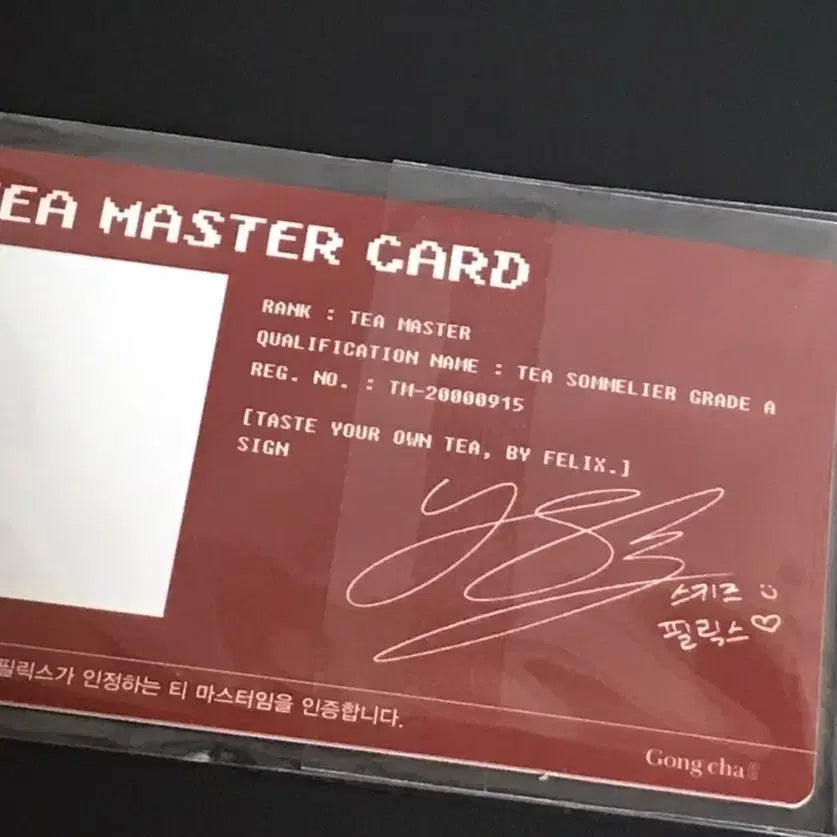 EA MASTER CARD
RANK : TEA MASTER
QUALIFICATION NAME : TEA SOMMELIER GRADE A
REG. NO. : TM-20000915
[TASTE YOUR OWN TEA, BY FELIX.]
SIGN
스키즈
필릭스♡
필릭스가 인정하는 티 마스터임을 인증합니다.
Gong cha